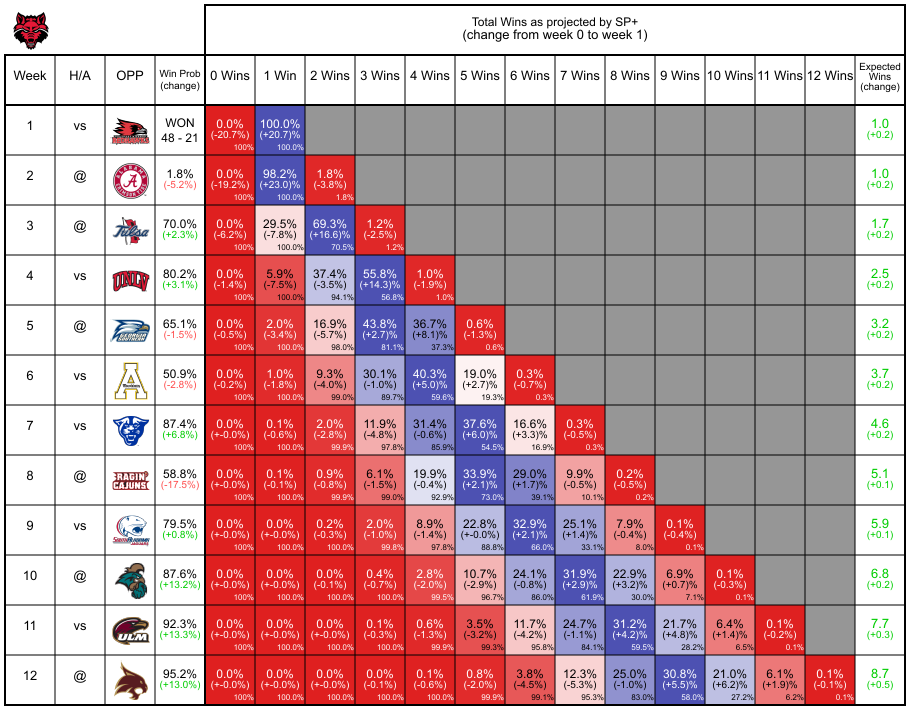 Total Wins as projected by SP+
(change from week 0 to week 1)
Week H/A OPP Win Prob (change) 0 Wins 1 Win 2 Wins 3 Wins 4 Wins 5 Wins 6 Wins 7 Wins 8 Wins 9 Wins 10 Wins 11 Wins 12 Wins Expected Wins (change)
1 vs WON 0.0% 100.0% 1.0
48 - 21 (-20.7%) (+20.7)% (+0.2)
100% 100.0%
2 @ ALABAMA A CRIMSON TIDE 1.8% 0.0% 98.2% 1.8% 1.0
(-5.2%) (-19.2%) (+23.0)% (-3.8%) (+0.2)
100% 100.0% 1.8%
3 @ Tulsa 70.0% 0.0% 29.5% 69.3% 1.2% 1.7
(+2.3%) (-6.2%) (-7.8%) (+16.6)% (-2.5%) (+0.2)
100% 100.0% 70.5% 1.2%
4 vs UNLV 80.2% 0.0% 5.9% 37.4% 55.8% 1.0% 2.5
(+3.1%) (-1.4%) (-7.5%) (-3.5%) (+14.3)% (-1.9%) (+0.2)
100% 100.0% 94.1% 56.8% 1.0%
5 @ GEORGIA SOUTHERN 65.1% 0.0% 2.0% 16.9% 43.8% 36.7% 0.6% 3.2
(-1.5%) (-0.5%) (-3.4%) (-5.7%) (+2.7)% (+8.1)% (-1.3%) (+0.2)
100% 100.0% 98.0% 81.1% 37.3% 0.6%
6 vs A 50.9% 0.0% 1.0% 9.3% 30.1% 40.3% 19.0% 0.3% 3.7
(-2.8%) (-0.2%) (-1.8%) (-4.0%) (-1.0%) (+5.0)% (+2.7)% (-0.7%) (+0.2)
100% 100.0% 99.0% 89.7% 59.6% 19.3% 0.3%
7 vs 87.4% 0.0% 0.1% 2.0% 11.9% 31.4% 37.6% 16.6% 0.3% 4.6
(+6.8%) (+-0.0%) (-0.6%) (-2.8%) (-4.8%) (-0.6%) (+6.0)% (+3.3)% (-0.5%) (+0.2)
100% 100.0% 99.9% 97.8% 85.9% 54.5% 16.9% 0.3%
8 @ RAGIN' CAJUNS 58.8% 0.0% 0.1% 0.9% 6.1% 19.9% 33.9% 29.0% 9.9% 0.2% 5.1
(-17.5%) (+-0.0%) (-0.1%) (-0.8%) (-1.5%) (-0.4%) (+2.1)% (+1.7)% (-0.5%) (-0.5%) (+0.1)
100% 100.0% 99.9% 99.0% 92.9% 73.0% 39.1% 10.1% 0.2%
9 vs SOUTH ALABAMA 79.5% 0.0% 0.0% 0.2% 2.0% 8.9% 22.8% 32.9% 25.1% 7.9% 0.1% 5.9
(+0.8%) (+-0.0%) (+-0.0%) (-0.3%) (-1.0%) (-1.4%) (+-0.0%) (+2.1)% (+1.4)% (-0.4%) (-0.4%) (+0.1)
100% 100.0% 100.0% 99.8% 97.8% 88.8% 66.0% 33.1% 8.0% 0.1%
10 @ 87.6% 0.0% 0.0% 0.0% 0.4% 2.8% 10.7% 24.1% 31.9% 22.9% 6.9% 0.1% 6.8
(+13.2%) (+-0.0%) (+-0.0%) (-0.1%) (-0.7%) (-2.0%) (-2.9%) (-0.8%) (+2.9)% (+3.2)% (+0.7)% (-0.3%) (+0.2)
100% 100.0% 100.0% 100.0% 99.5% 96.7% 86.0% 61.9% 30.0% 7.1% 0.1%
11 vs ULM 92.3% 0.0% 0.0% 0.0% 0.1% 0.6% 3.5% 11.7% 24.7% 31.2% 21.7% 6.4% 0.1% 7.7
(+13.3%) (+-0.0%) (+-0.0%) (+-0.0%) (-0.3%) (-1.3%) (-3.2%) (-4.2%) (-1.1%) (+4.2)% (+4.8)% (+1.4)% (-0.2%) (+0.3)
100% 100.0% 100.0% 100.0% 99.9% 99.3% 95.8% 84.1% 59.5% 28.2% 6.5% 0.1%
12 @ 95.2% 0.0% 0.0% 0.0% 0.0% 0.1% 0.8% 3.8% 12.3% 25.0% 30.8% 21.0% 6.1% 0.1% 8.7
(+13.0%) (+-0.0%) (+-0.0%) (+-0.0%) (-0.1%) (-0.6%) (-2.0%) (-4.5%) (-5.3%) (-1.0%) (+5.5)% (+6.2)% (+1.9)% (-0.1%) (+0.5)
100% 100.0% 100.0% 100.0% 100.0% 99.9% 99.1% 95.3% 83.0% 58.0% 27.2% 6.2% 0.1%